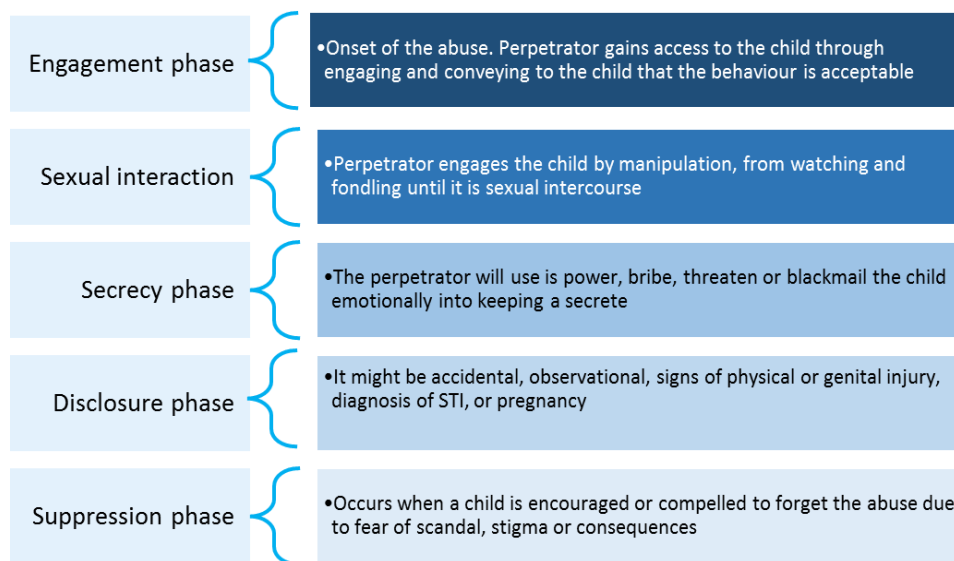 Engagement phase
•Onset of the abuse. Perpetrator gains access to the child through
engaging and conveying to the child that the behaviour is acceptable
Sexual interaction
•Perpetrator engages the child by manipulation, from watching and
fondling until it is sexual intercourse
Secrecy phase
•The perpetrator will use is power, bribe, threaten or blackmail the child
emotionally into keeping a secrete
Disclosure phase
•It might be accidental, observational, signs of physical or genital injury,
diagnosis of STI, or pregnancy
Suppression phase
•Occurs when a child is encouraged or compelled to forget the abuse due
to fear of scandal, stigma or consequences